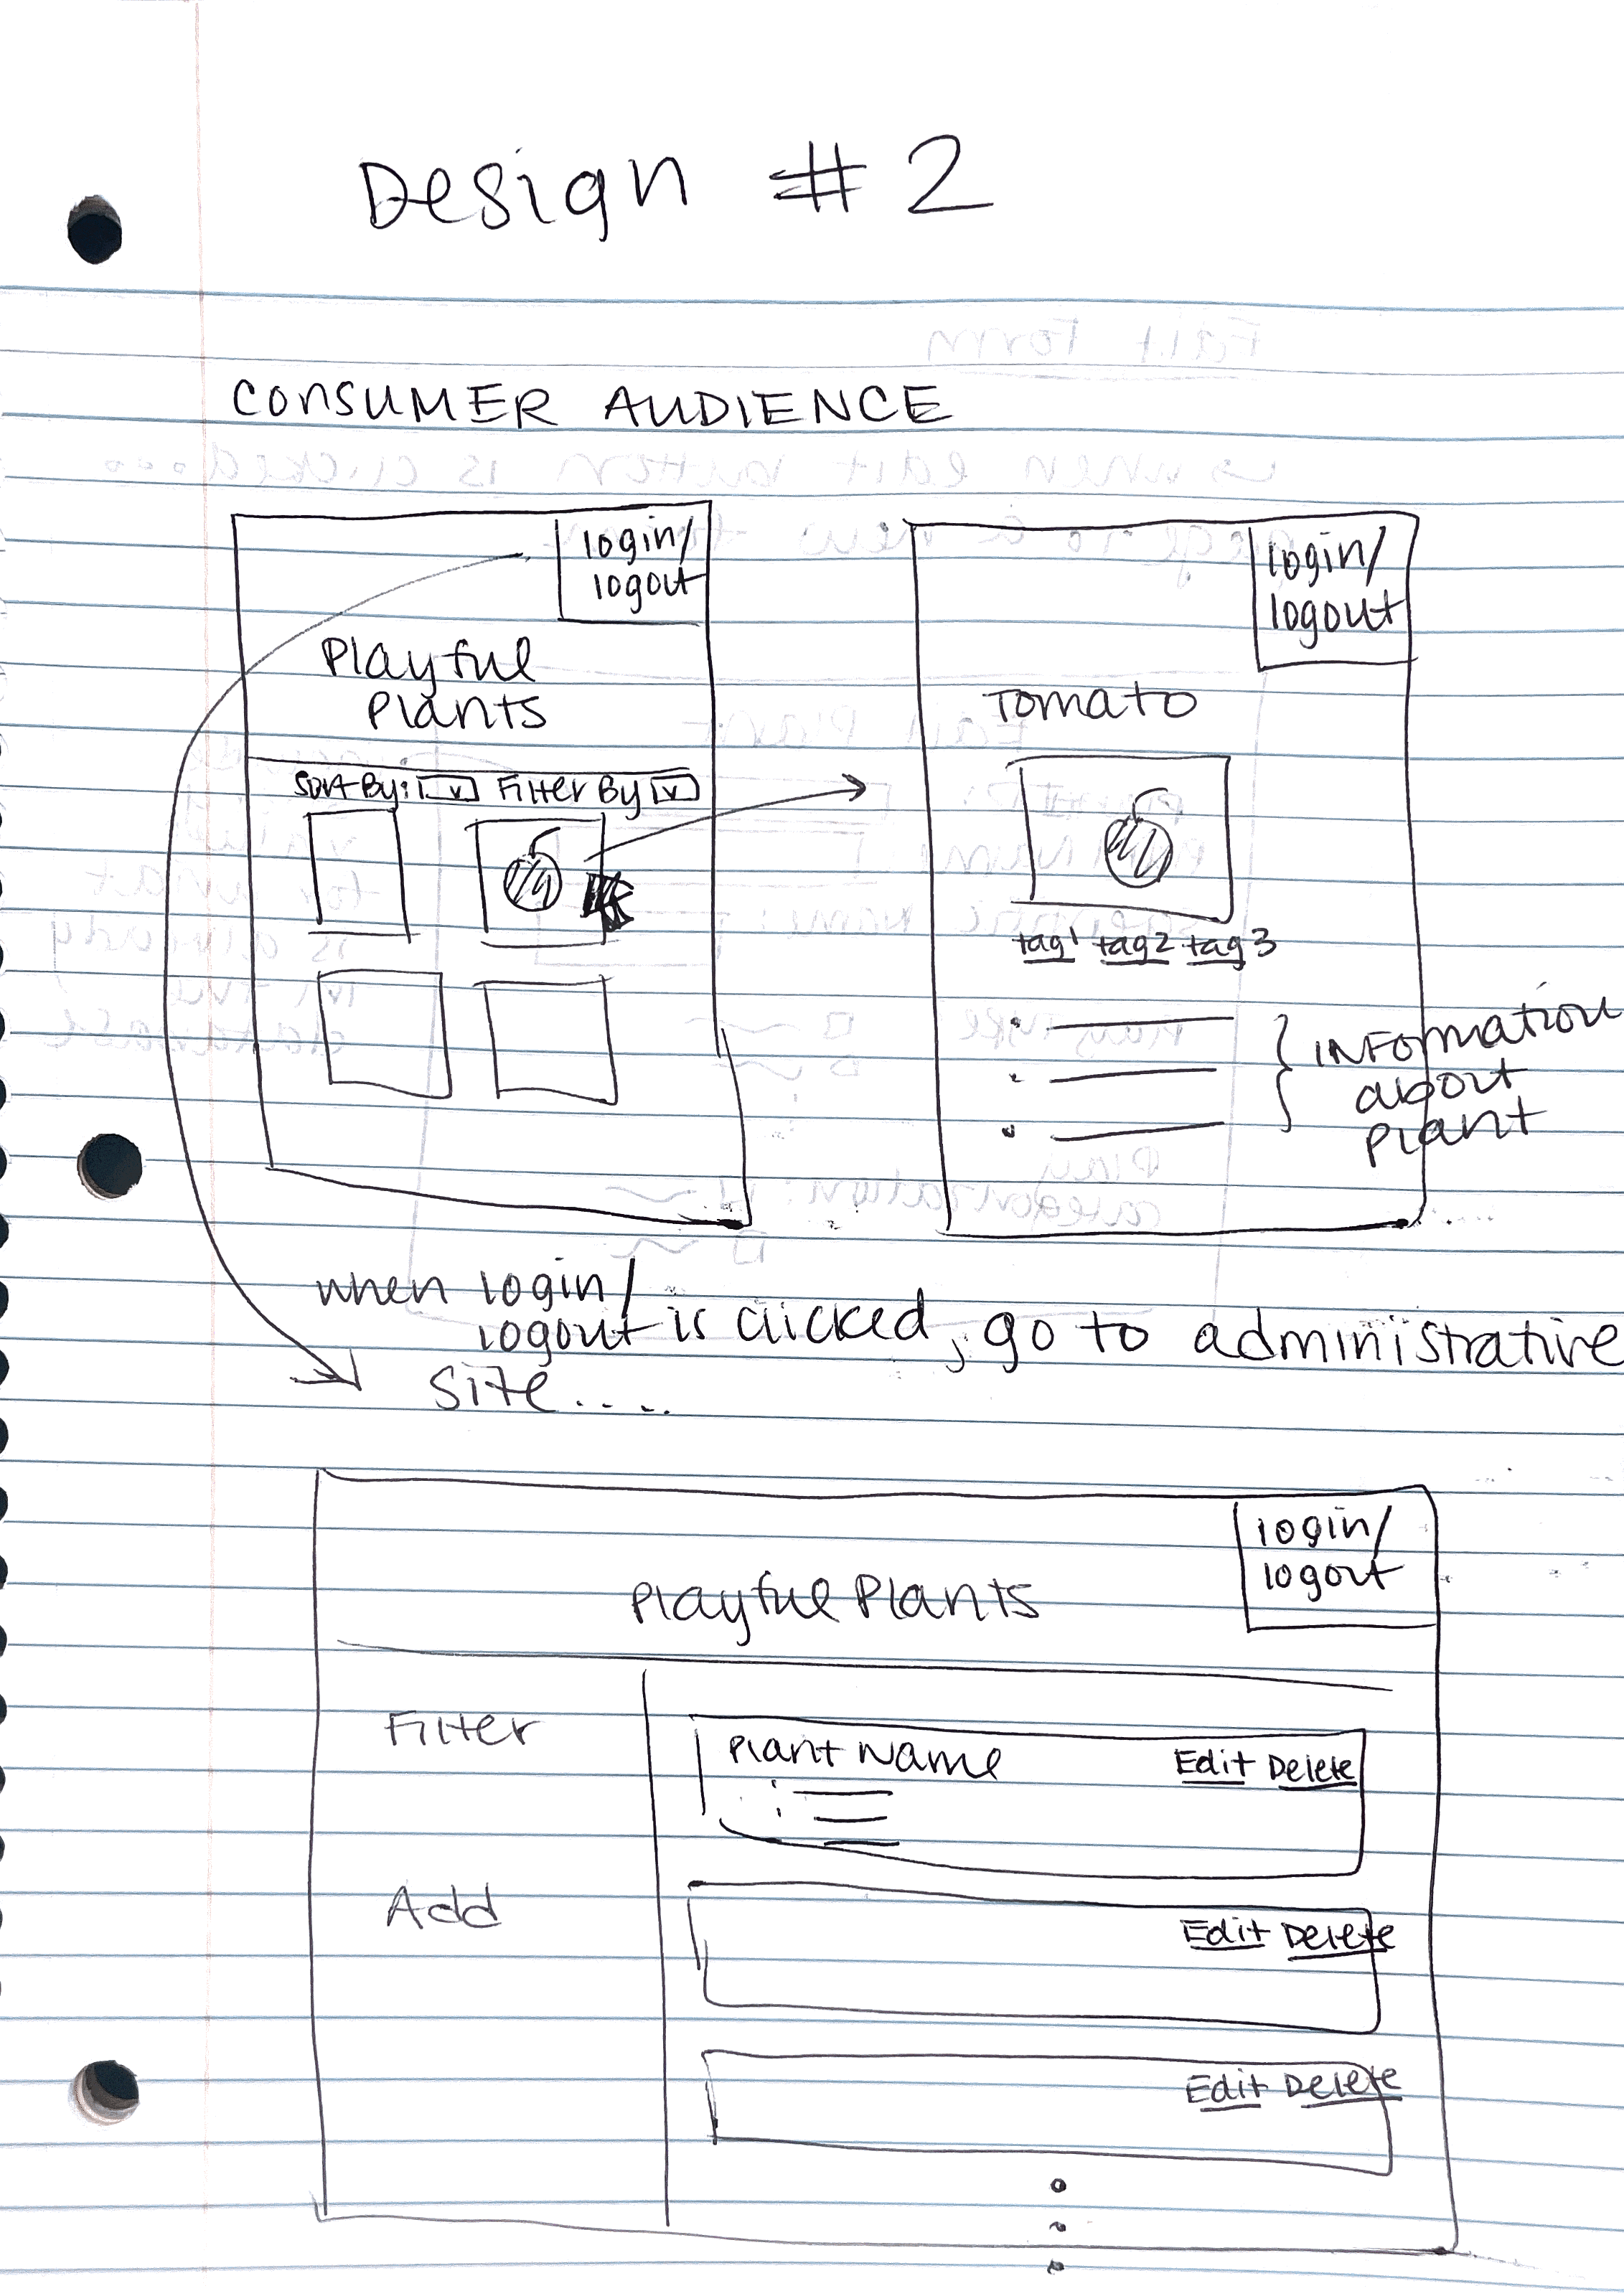 Design #2
CONSUMER AUDIENCE
login/
logout
Playful
Plants
Sort By:
Filter By
login/
logout
Tomato
tag1 tag2 tag3
INFORMATION
about
Plant
when login/
logout is clicked, go to administrative
site.....
login/
logout
Playful Plants
Filter
Add
Plant Name
Edit Delete
Edit Delete
Edit Delete